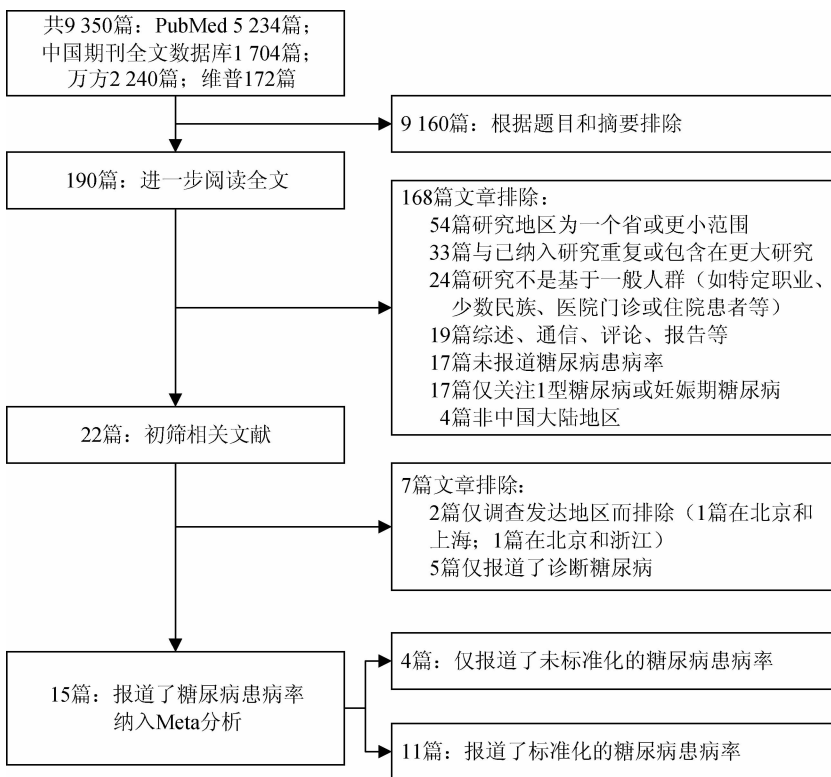 共9 350篇：PubMed 5 234篇；
中国期刊全文数据库1 704篇；
万方2 240篇；维普172篇
9 160篇：根据题目和摘要排除
190篇：进一步阅读全文
168篇文章排除：
54篇研究地区为一个省或更小范围
33篇与已纳入研究重复或包含在更大研究
24篇研究不是基于一般人群（如特定职业、
少数民族、医院门诊或住院患者等）
19篇综述、通信、评论、报告等
17篇未报道糖尿病患病率
17篇仅关注1型糖尿病或妊娠期糖尿病
4篇非中国大陆地区
22篇：初筛相关文献
7篇文章排除：
2篇仅调查发达地区而排除（1篇在北京和
上海；1篇在北京和浙江）
5篇仅报道了诊断糖尿病
15篇：报道了糖尿病患病率
纳入Meta分析
4篇：仅报道了未标准化的糖尿病患病率
11篇：报道了标准化的糖尿病患病率